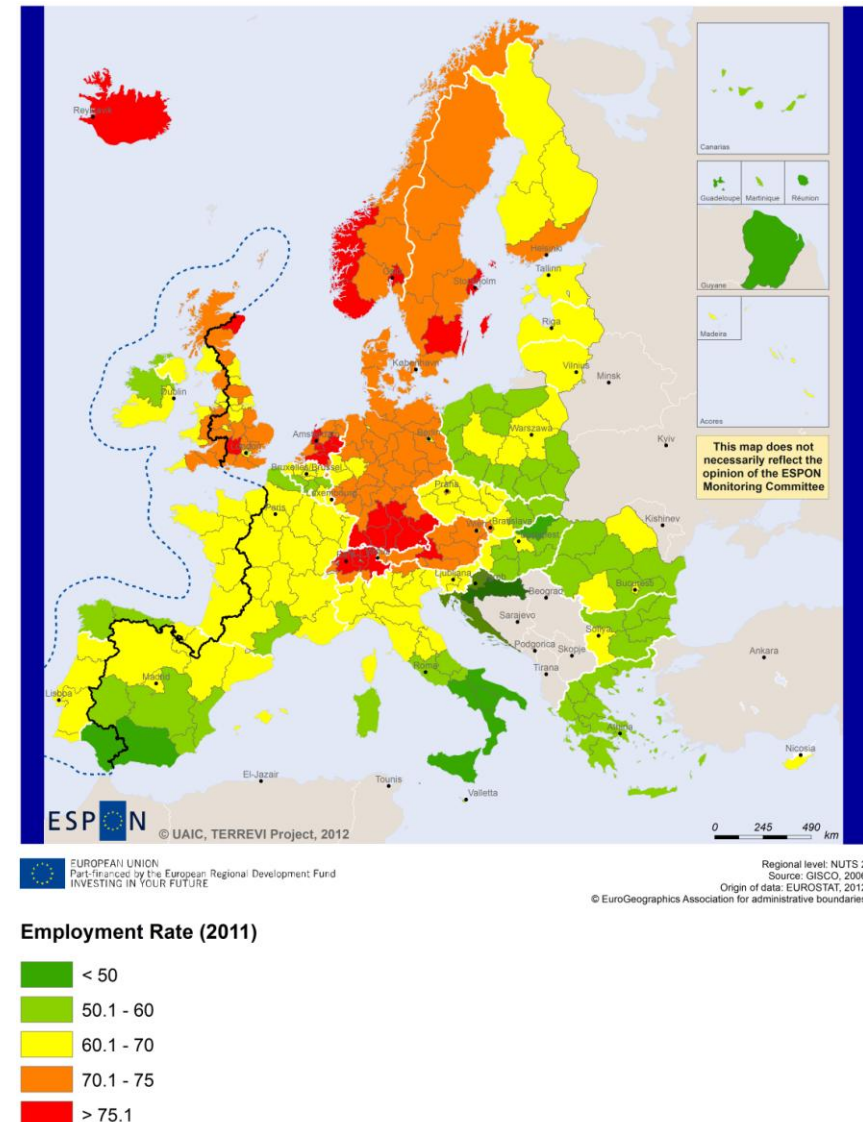 Canarias
Guadeloupe
Martinique
Réunion
Guyane
Madeira
Acores
This map does not
necessarily reflect the
opinion of the ESPON
Monitoring Committee
Reykjavik
Helsinki
Tallinn
Stockholm
Riga
København
Vilnius
Minsk
Dublin
Amsterdam
Berlin
Warszawa
Bruxelles/Brussel
Kyiv
Luxembourg
Praha
Paris
Bratislava
Kishinev
Ljubljana
Bucuresti
Beograd
Sarajevo
Sofiya
Podgorica
Skopje
Roma
Tirana
Ankara
Madrid
Lisboa
Nicosia
El-Jazair
Tounis
Valletta
ESPON
© UAIC, TERREVI Project, 2012
0 245 490
km
EUROPEAN UNION
Part-financed by the European Regional Development Fund
INVESTING IN YOUR FUTURE
Regional level: NUTS 2
Source: GISCO, 2006
Origin of data: EUROSTAT, 2012
© EuroGeographics Association for administrative boundaries
Employment Rate (2011)
< 50
50.1 - 60
60.1 - 70
70.1 - 75
> 75.1